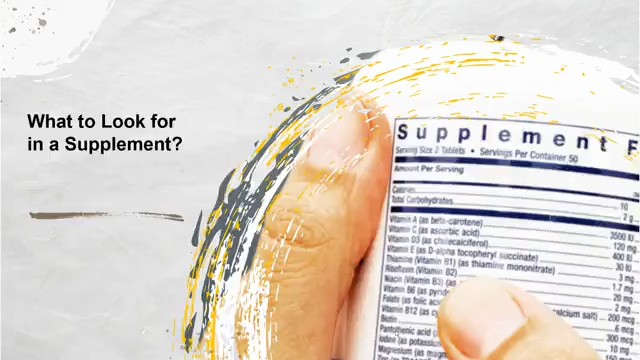 What to Look for
in a Supplement?
Supplement F
Serving Size 2 Tablets • Servings Per Container 50
Amount Per Serving
Calories 10
Total Carbohydrates 2 g
Vitamin A (as beta-carotene) 3500 IU
Vitamin C (as ascorbic acid) 120 mg
Vitamin D3 (as cholecalciferol) 400 IU
Vitamin E (as D-alpha tocopheryl succinate) 30 IU
Thiamine (Vitamin B1) (as thiamine mononitrate) 3 mg
Riboflavin (Vitamin B2) 1.7 mg
Niacin (Vitamin B3) 20 mg
Vitamin B6 (as 2 mg
Folate (as folic calcium salt) 200 mcg
Vitamin B12 (as 6 mcg
Biotin 300 mcg
Pantothenic acid 10 mg
Iodine (as potas 150 mcg
Magnesium (as mag